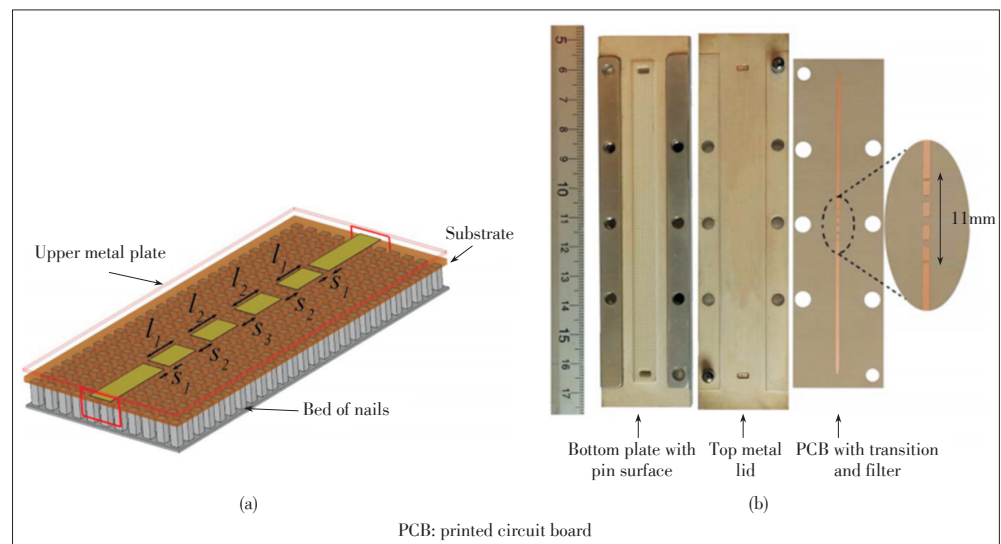 Upper metal plate
Substrate
l1
s1
l2
s2
l2
s3
l1
s2
s1
Bed of nails
(a)
5
6
7
8
9
10
11
12
13
14
15
16
17
11mm
Bottom plate with
pin surface
Top metal
lid
PCB with transition
and filter
(b)
PCB: printed circuit board